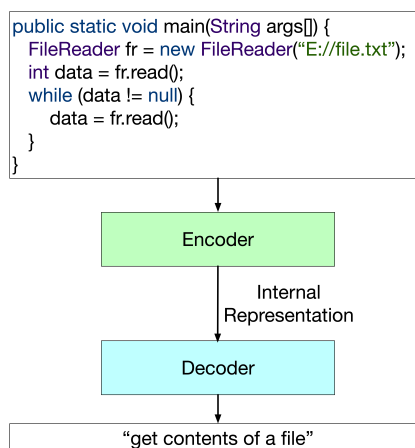 public static void main(String args[]) {
FileReader fr = new FileReader(“E://file.txt”);
int data = fr.read();
while (data != null) {
data = fr.read();
}
}
Encoder
Internal
Representation
Decoder
“get contents of a file”